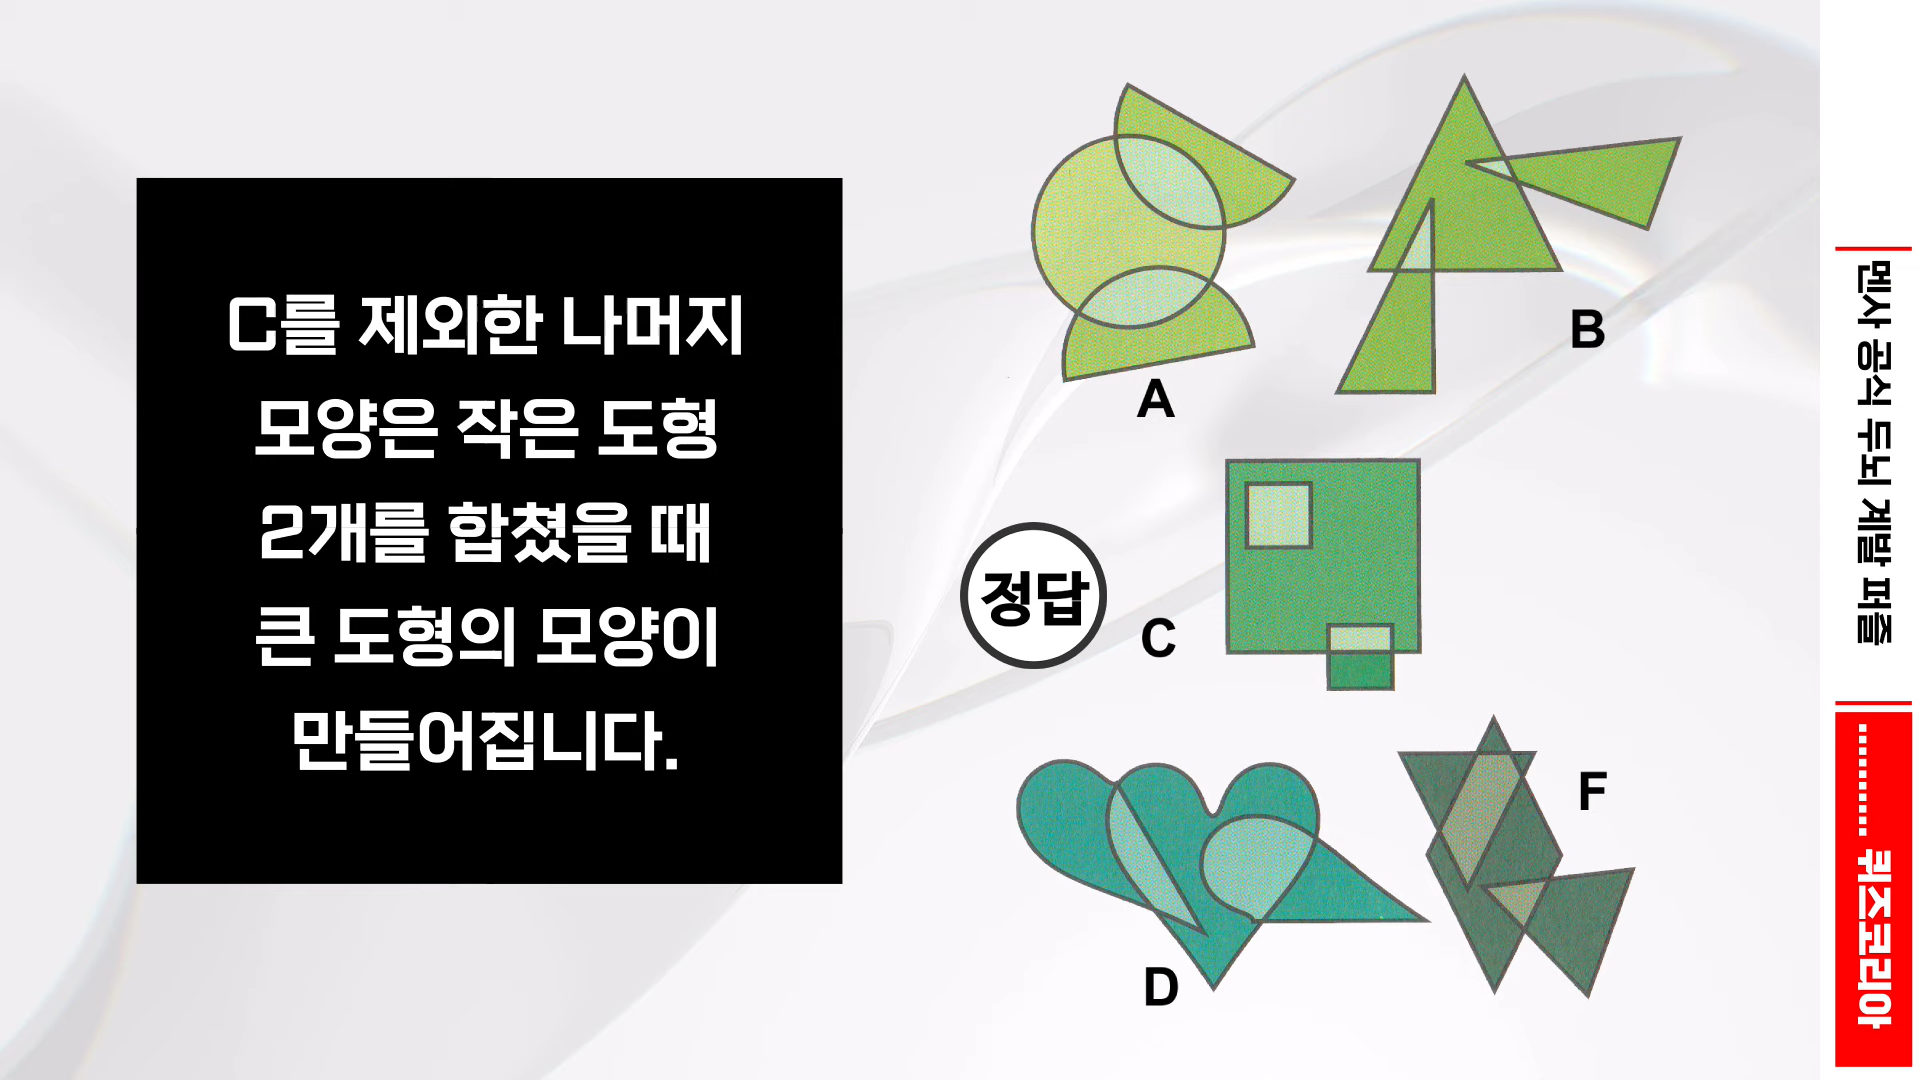 C를 제외한 나머지
모양은 작은 도형
2개를 합쳤을 때
큰 도형의 모양이
만들어집니다.
A
B
정답
C
D
F
멘사 공식 두뇌 계발 퍼즐
퀴즈코리아